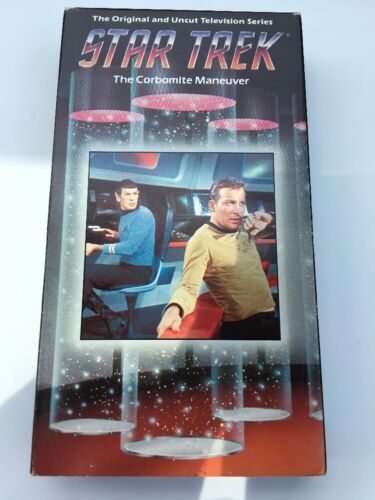 The Original and Uncut Television Series
STAR TREK®
The Corbomite Maneuver